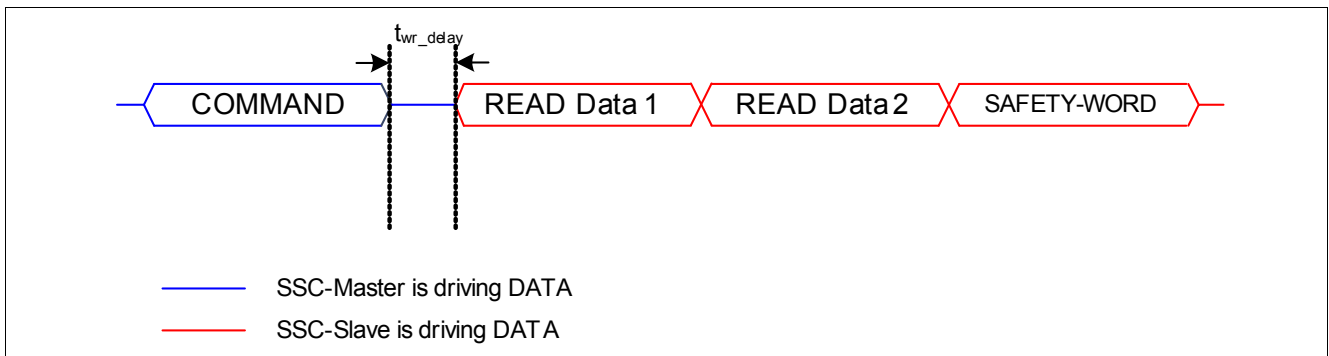 twr_delay
COMMAND READ Data 1 READ Data 2 SAFETY-WORD
SSC-Master is driving DATA
SSC-Slave is driving DATA